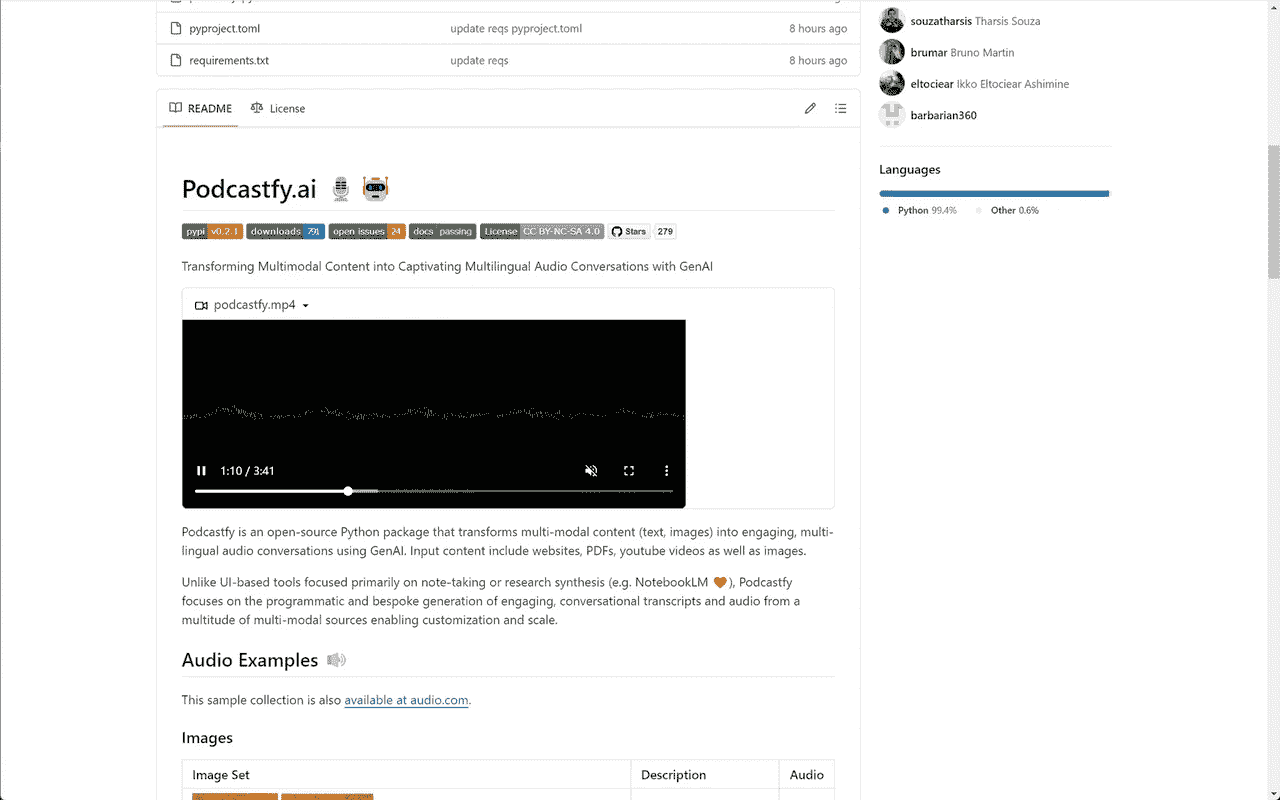 pyproject.toml update reqs pyproject.toml 8 hours ago
requirements.txt update reqs 8 hours ago
README License
Podcastfy.ai
pypi v0.2.1 downloads 791 open issues 24 docs passing License CC BY-NC-SA 4.0 Stars 279
Transforming Multimodal Content into Captivating Multilingual Audio Conversations with GenAI
podcastfy.mp4
1:10 / 3:41
Podcastfy is an open-source Python package that transforms multi-modal content (text, images) into engaging, multi-
lingual audio conversations using GenAI. Input content include websites, PDFs, youtube videos as well as images.
Unlike UI-based tools focused primarily on note-taking or research synthesis (e.g. NotebookLM ), Podcastfy
focuses on the programmatic and bespoke generation of engaging, conversational transcripts and audio from a
multitude of multi-modal sources enabling customization and scale.
Audio Examples
This sample collection is also available at audio.com.
Images
Image Set Description Audio
souzatharsis Tharsis Souza
brumar Bruno Martin
eltociear Ikko Eltociear Ashimine
barbarian360
Languages
Python 99.4% Other 0.6%